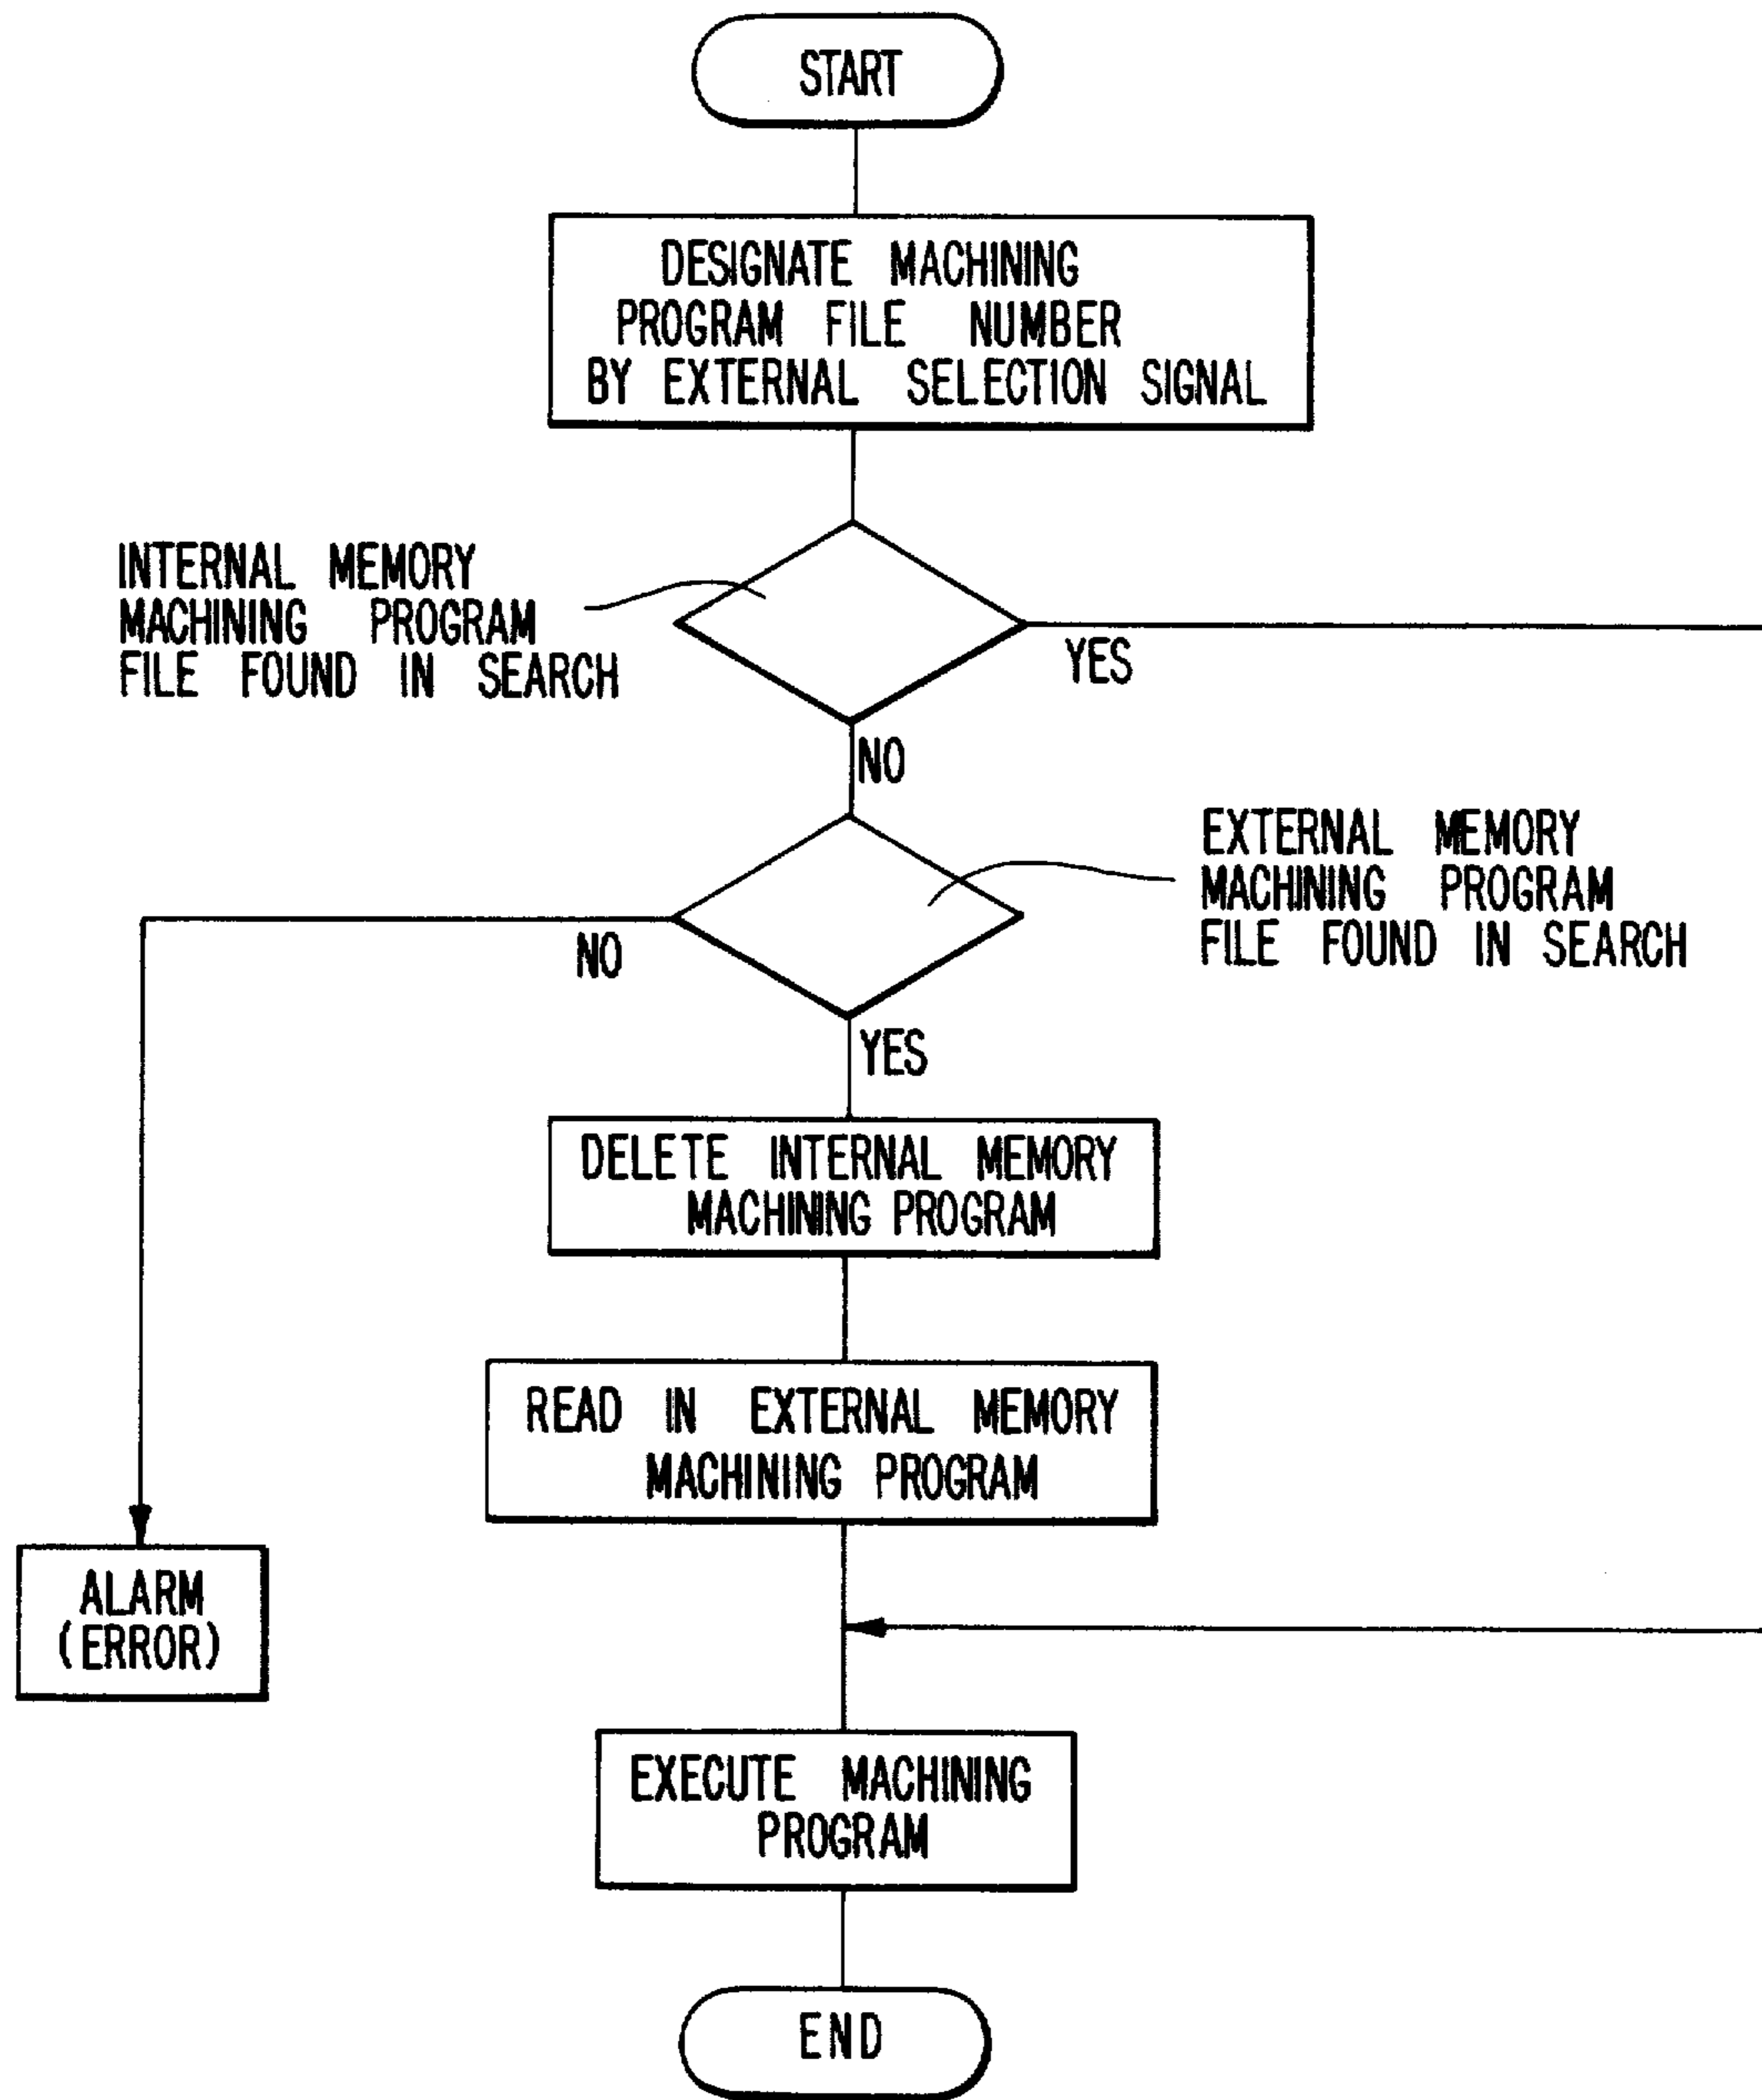 START
DESIGNATE MACHINING
PROGRAM FILE NUMBER
BY EXTERNAL SELECTION SIGNAL
INTERNAL MEMORY
MACHINING PROGRAM
FILE FOUND IN SEARCH
YES
NO
EXTERNAL MEMORY
MACHINING PROGRAM
FILE FOUND IN SEARCH
NO
YES
DELETE INTERNAL MEMORY
MACHINING PROGRAM
READ IN EXTERNAL MEMORY
MACHINING PROGRAM
ALARM
(ERROR)
EXECUTE MACHINING
PROGRAM
END